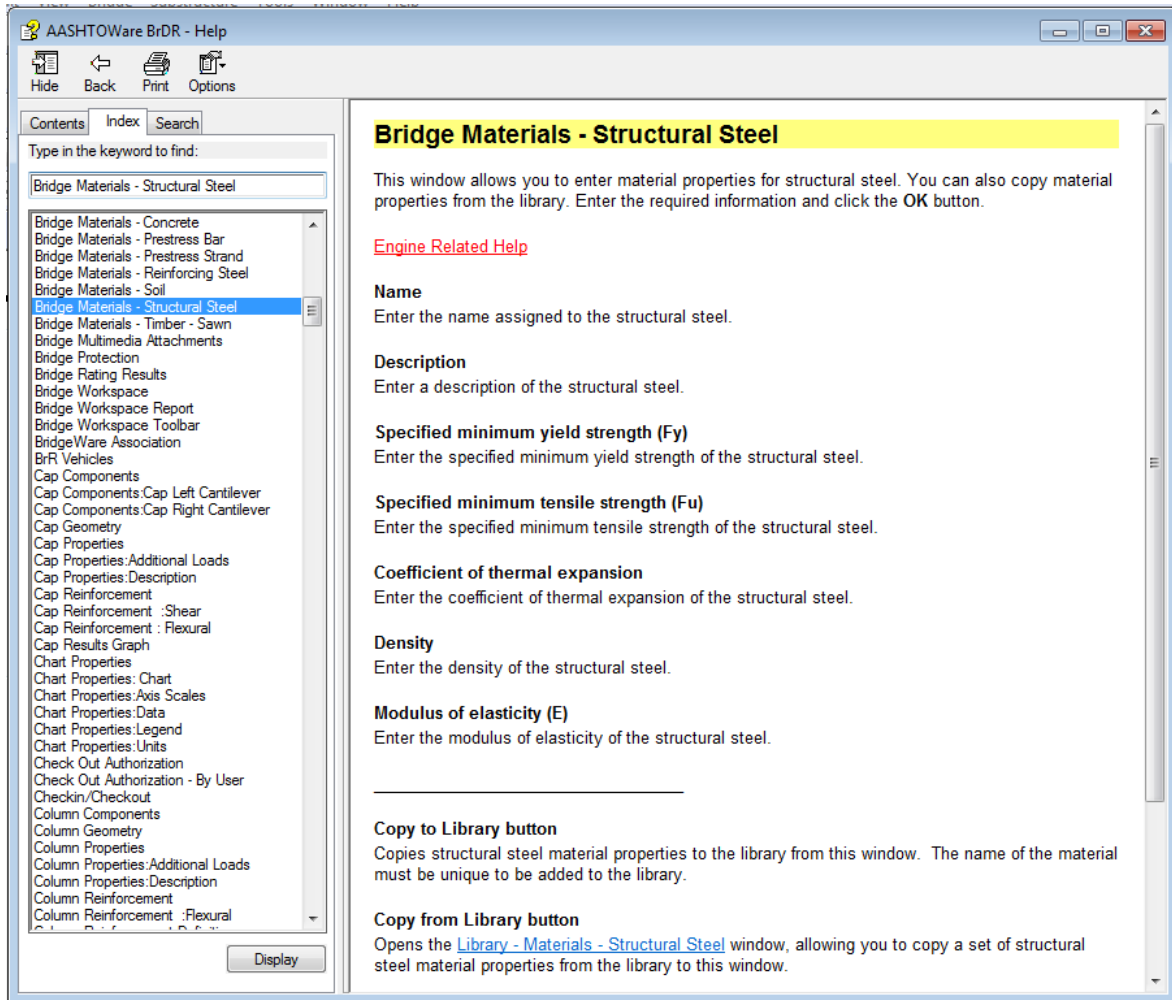 View Bridge Substructure Tools Window Help
AASHTOWare BrDR - Help
Hide Back Print Options
Contents Index Search
Type in the keyword to find:
Bridge Materials - Structural Steel
Bridge Materials - Concrete
Bridge Materials - Prestress Bar
Bridge Materials - Prestress Strand
Bridge Materials - Reinforcing Steel
Bridge Materials - Soil
Bridge Materials - Structural Steel
Bridge Materials - Timber - Sawn
Bridge Multimedia Attachments
Bridge Protection
Bridge Rating Results
Bridge Workspace
Bridge Workspace Report
Bridge Workspace Toolbar
BridgeWare Association
BrR Vehicles
Cap Components
Cap Components:Cap Left Cantilever
Cap Components:Cap Right Cantilever
Cap Geometry
Cap Properties
Cap Properties:Additional Loads
Cap Properties:Description
Cap Reinforcement
Cap Reinforcement :Shear
Cap Reinforcement : Flexural
Cap Results Graph
Chart Properties
Chart Properties: Chart
Chart Properties:Axis Scales
Chart Properties:Data
Chart Properties:Legend
Chart Properties:Units
Check Out Authorization
Check Out Authorization - By User
Checkin/Checkout
Column Components
Column Geometry
Column Properties
Column Properties:Additional Loads
Column Properties:Description
Column Reinforcement
Column Reinforcement :Flexural
Display
Bridge Materials - Structural Steel
This window allows you to enter material properties for structural steel. You can also copy material
properties from the library. Enter the required information and click the OK button.
Engine Related Help
Name
Enter the name assigned to the structural steel.
Description
Enter a description of the structural steel.
Specified minimum yield strength (Fy)
Enter the specified minimum yield strength of the structural steel.
Specified minimum tensile strength (Fu)
Enter the specified minimum tensile strength of the structural steel.
Coefficient of thermal expansion
Enter the coefficient of thermal expansion of the structural steel.
Density
Enter the density of the structural steel.
Modulus of elasticity (E)
Enter the modulus of elasticity of the structural steel.
Copy to Library button
Copies structural steel material properties to the library from this window. The name of the material
must be unique to be added to the library.
Copy from Library button
Opens the Library - Materials - Structural Steel window, allowing you to copy a set of structural
steel material properties from the library to this window.